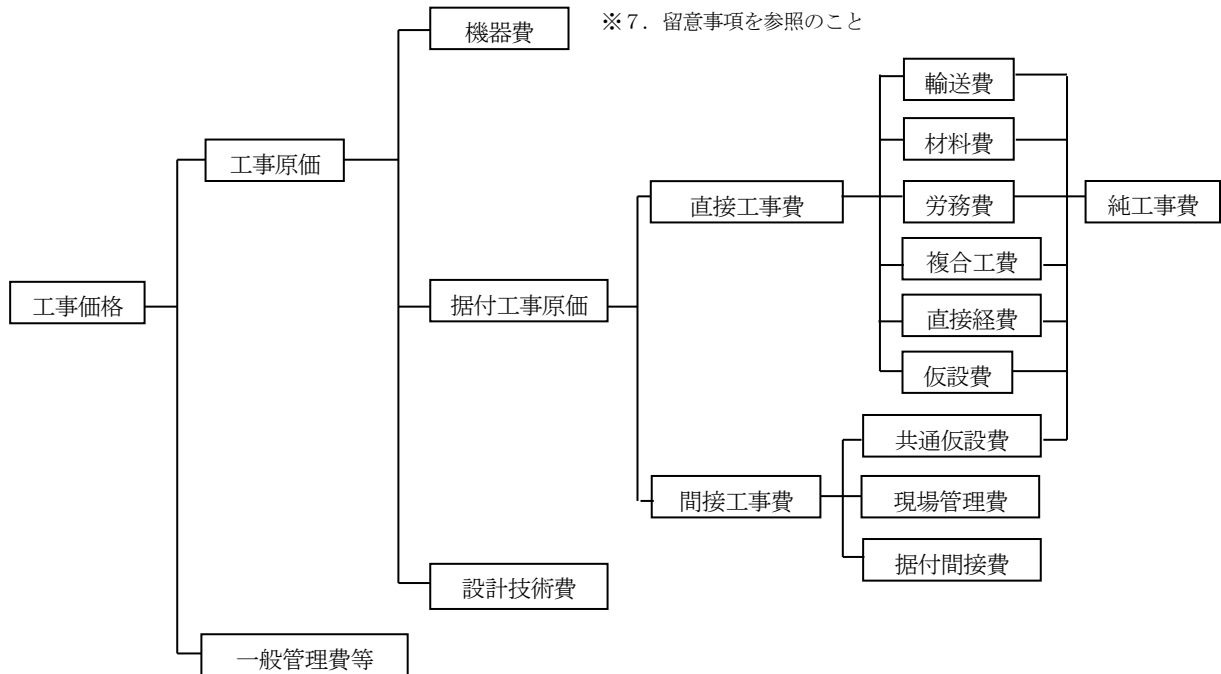 機器費
※7．留意事項を参照のこと
輸送費
材料費
工事原価
直接工事費
労務費
純工事費
複合工費
工事価格
据付工事原価
直接経費
仮設費
共通仮設費
間接工事費
現場管理費
据付間接費
設計技術費
一般管理費等